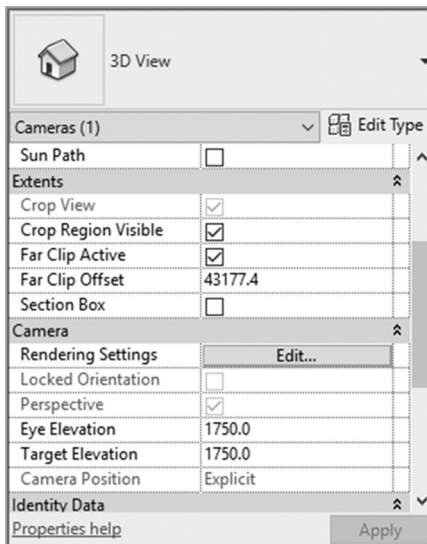 3D View
Cameras (1) Edit Type
Sun Path
Extents
Crop View
Crop Region Visible
Far Clip Active
Far Clip Offset 43177.4
Section Box
Camera
Rendering Settings Edit...
Locked Orientation
Perspective
Eye Elevation 1750.0
Target Elevation 1750.0
Camera Position Explicit
Identity Data
Properties help Apply